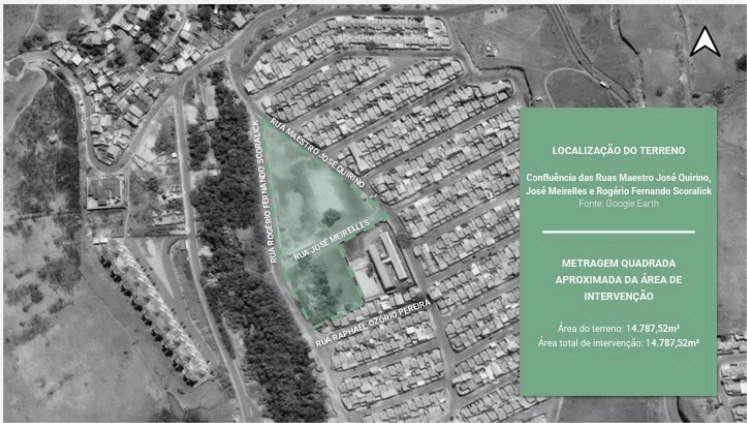 RUA MAESTRO JOSÉ QUIRINO
RUA ROGÉRIO FERNANDO SCORALICK
RUA JOSÉ MEIRELLES
RUA RAPHAEL OZÓRIO PEREIRA
LOCALIZAÇÃO DO TERRENO
Confluência das Ruas Maestro José Quirino,
José Meirelles e Rogério Fernando Scoralick
Fonte: Google Earth
METRAGEM QUADRADA
APROXIMADA DA ÁREA DE
INTERVENÇÃO
Área do terreno: 14.787,52m²
Área total de intervenção: 14.787,52m²